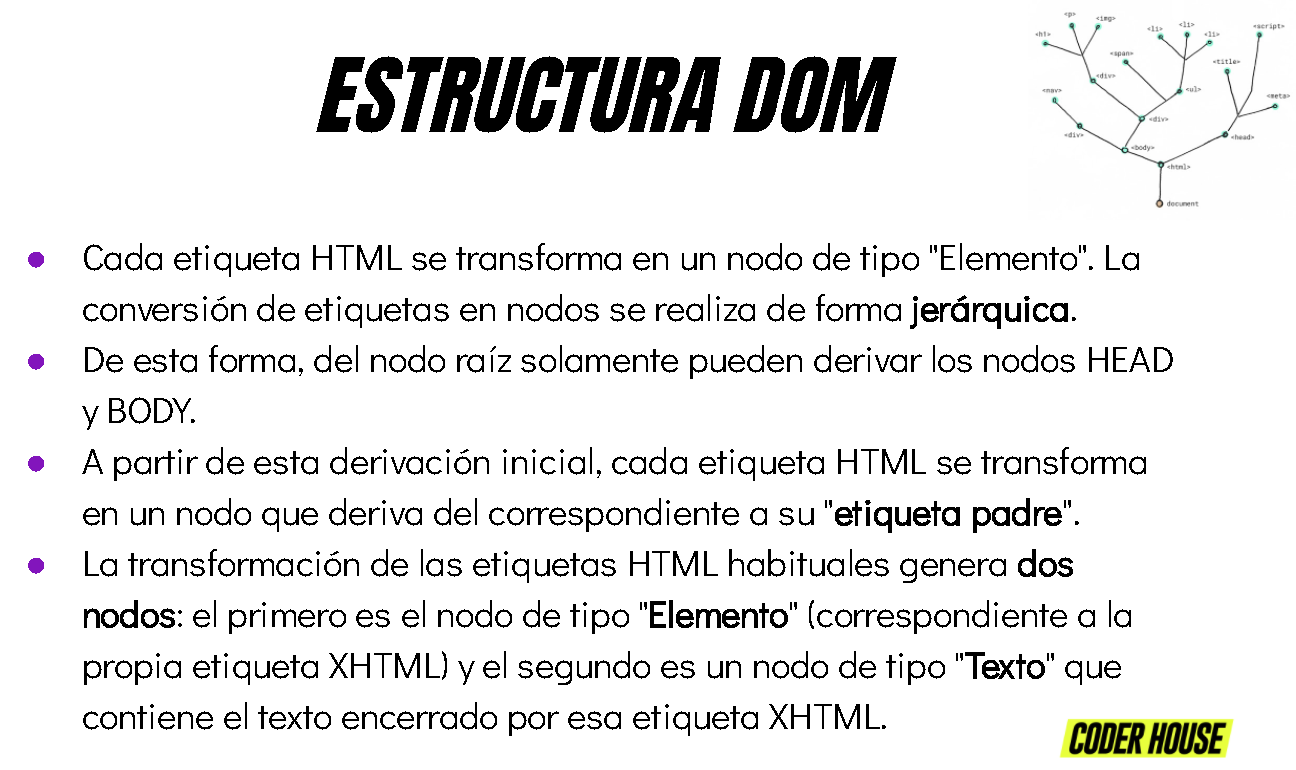 ESTRUCTURA DOM
<p>
<img>
<h1>
<li>
<li>
<li>
<script>
<span>
<title>
<div>
<nav>
<ul>
<meta>
<div>
<div>
<head>
<body>
<html>
document
● Cada etiqueta HTML se transforma en un nodo de tipo "Elemento". La
conversión de etiquetas en nodos se realiza de forma jerárquica.
● De esta forma, del nodo raíz solamente pueden derivar los nodos HEAD
y BODY.
● A partir de esta derivación inicial, cada etiqueta HTML se transforma
en un nodo que deriva del correspondiente a su "etiqueta padre".
● La transformación de las etiquetas HTML habituales genera dos
nodos: el primero es el nodo de tipo "Elemento" (correspondiente a la
propia etiqueta XHTML) y el segundo es un nodo de tipo "Texto" que
contiene el texto encerrado por esa etiqueta XHTML.
CODER HOUSE